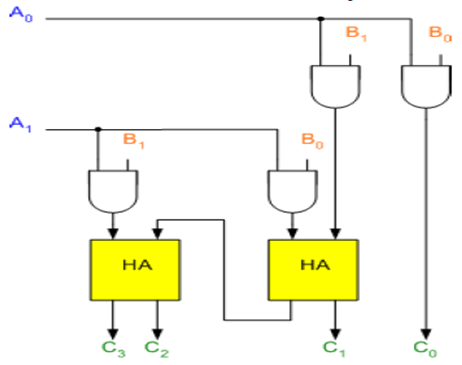 A₀
B₁ B₀
A₁
B₁ B₀
HA HA
C₃ C₂ C₁ C₀